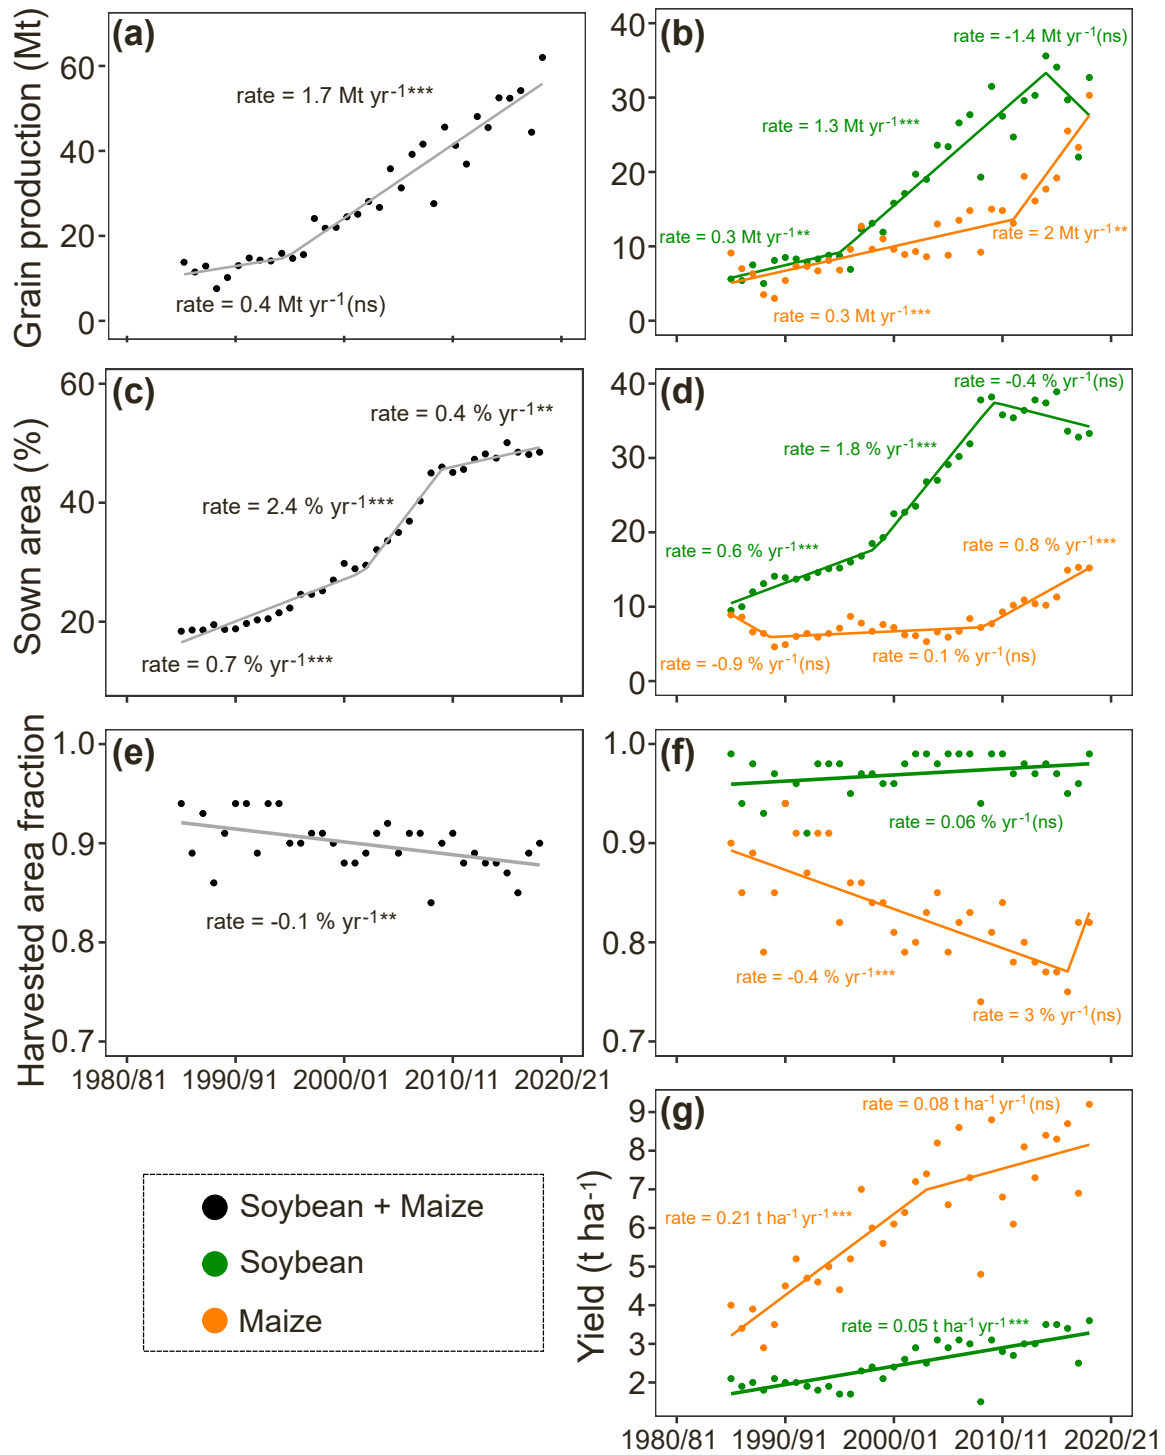 (a)
Grain production (Mt)
60
40
20
0
rate = 1.7 Mt yr-1***
rate = 0.4 Mt yr-1(ns)
(b)
40
30
20
10
0
rate = -1.4 Mt yr-1(ns)
rate = 1.3 Mt yr-1***
rate = 0.3 Mt yr-1**
rate = 2 Mt yr-1**
rate = 0.3 Mt yr-1***
(c)
Sown area (%)
60
40
20
rate = 0.4 % yr-1**
rate = 2.4 % yr-1***
rate = 0.7 % yr-1***
(d)
40
30
20
10
0
rate = -0.4 % yr-1(ns)
rate = 1.8 % yr-1***
rate = 0.6 % yr-1***
rate = 0.8 % yr-1***
rate = -0.9 % yr-1(ns)
rate = 0.1 % yr-1(ns)
(e)
Harvested area fraction
1.0
0.9
0.8
0.7
rate = -0.1 % yr-1**
1980/81 1990/91 2000/01 2010/11 2020/21
(f)
1.0
0.9
0.8
0.7
rate = 0.06 % yr-1(ns)
rate = -0.4 % yr-1***
rate = 3 % yr-1(ns)
(g)
Yield (t ha-1)
9
8
7
6
5
4
3
2
rate = 0.08 t ha-1 yr-1(ns)
rate = 0.21 t ha-1 yr-1***
rate = 0.05 t ha-1 yr-1***
1980/81 1990/91 2000/01 2010/11 2020/21
Soybean + Maize
Soybean
Maize